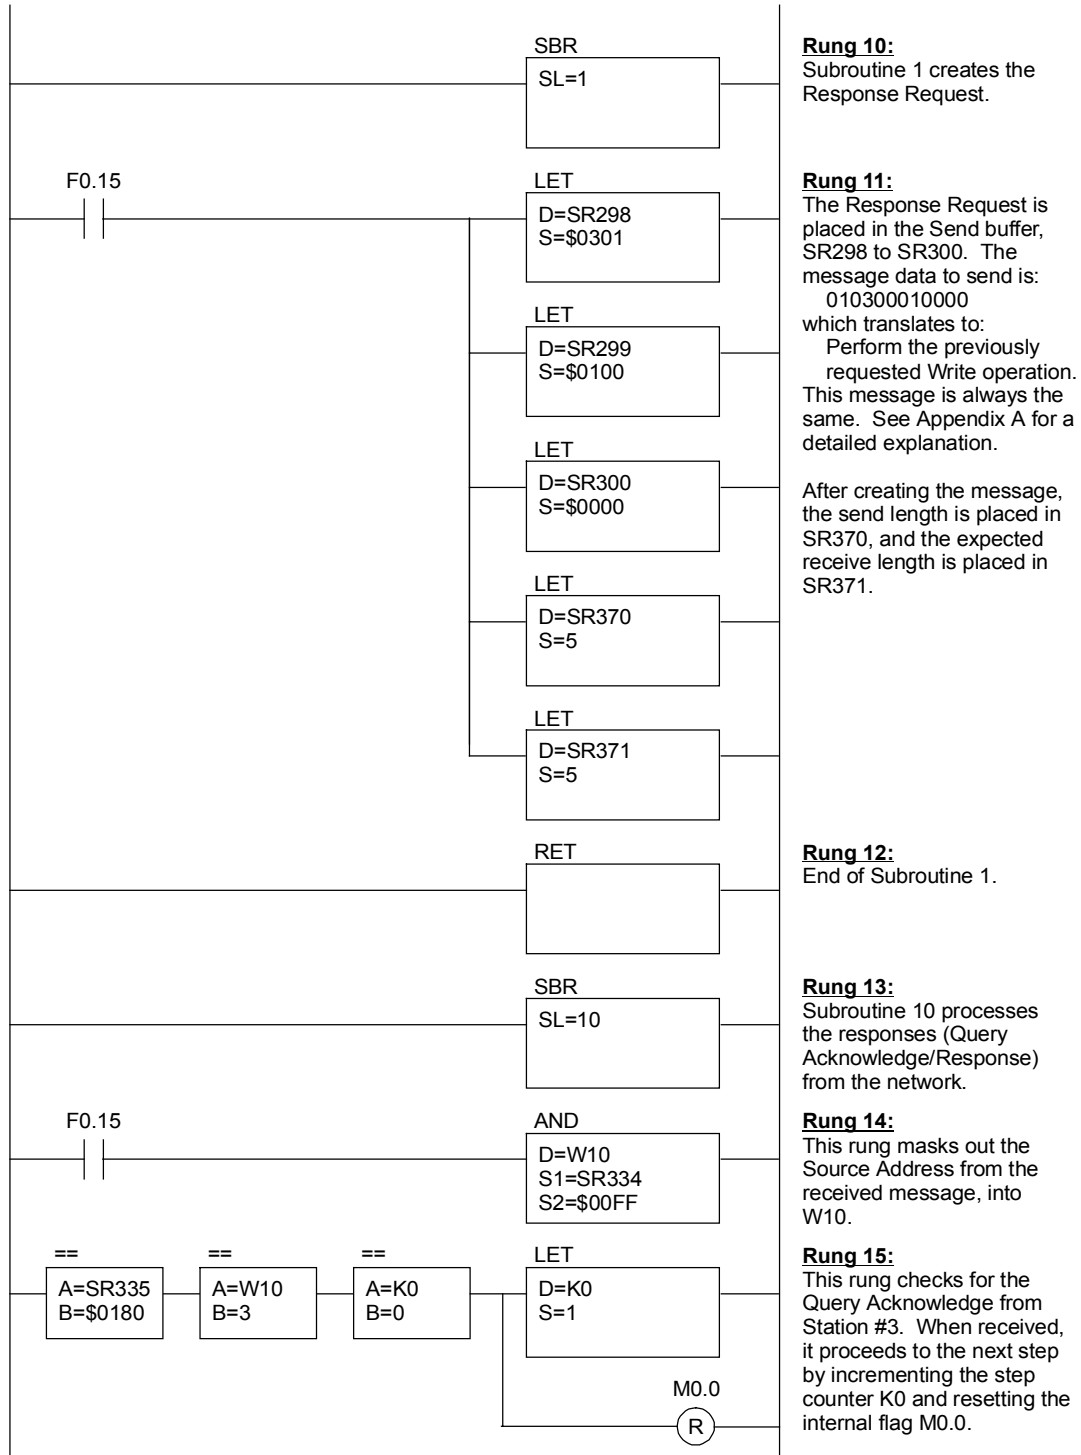 SBR
SL=1
Rung 10:
Subroutine 1 creates the
Response Request.
F0.15
LET
D=SR298
S=$0301
LET
D=SR299
S=$0100
LET
D=SR300
S=$0000
LET
D=SR370
S=5
LET
D=SR371
S=5
Rung 11:
The Response Request is
placed in the Send buffer,
SR298 to SR300. The
message data to send is:
010300010000
which translates to:
Perform the previously
requested Write operation.
This message is always the
same. See Appendix A for a
detailed explanation.
After creating the message,
the send length is placed in
SR370, and the expected
receive length is placed in
SR371.
RET
Rung 12:
End of Subroutine 1.
SBR
SL=10
Rung 13:
Subroutine 10 processes
the responses (Query
Acknowledge/Response)
from the network.
F0.15
AND
D=W10
S1=SR334
S2=$00FF
Rung 14:
This rung masks out the
Source Address from the
received message, into
W10.
==
A=SR335
B=$0180
==
A=W10
B=3
==
A=K0
B=0
LET
D=K0
S=1
M0.0
R
Rung 15:
This rung checks for the
Query Acknowledge from
Station #3. When received,
it proceeds to the next step
by incrementing the step
counter K0 and resetting the
internal flag M0.0.